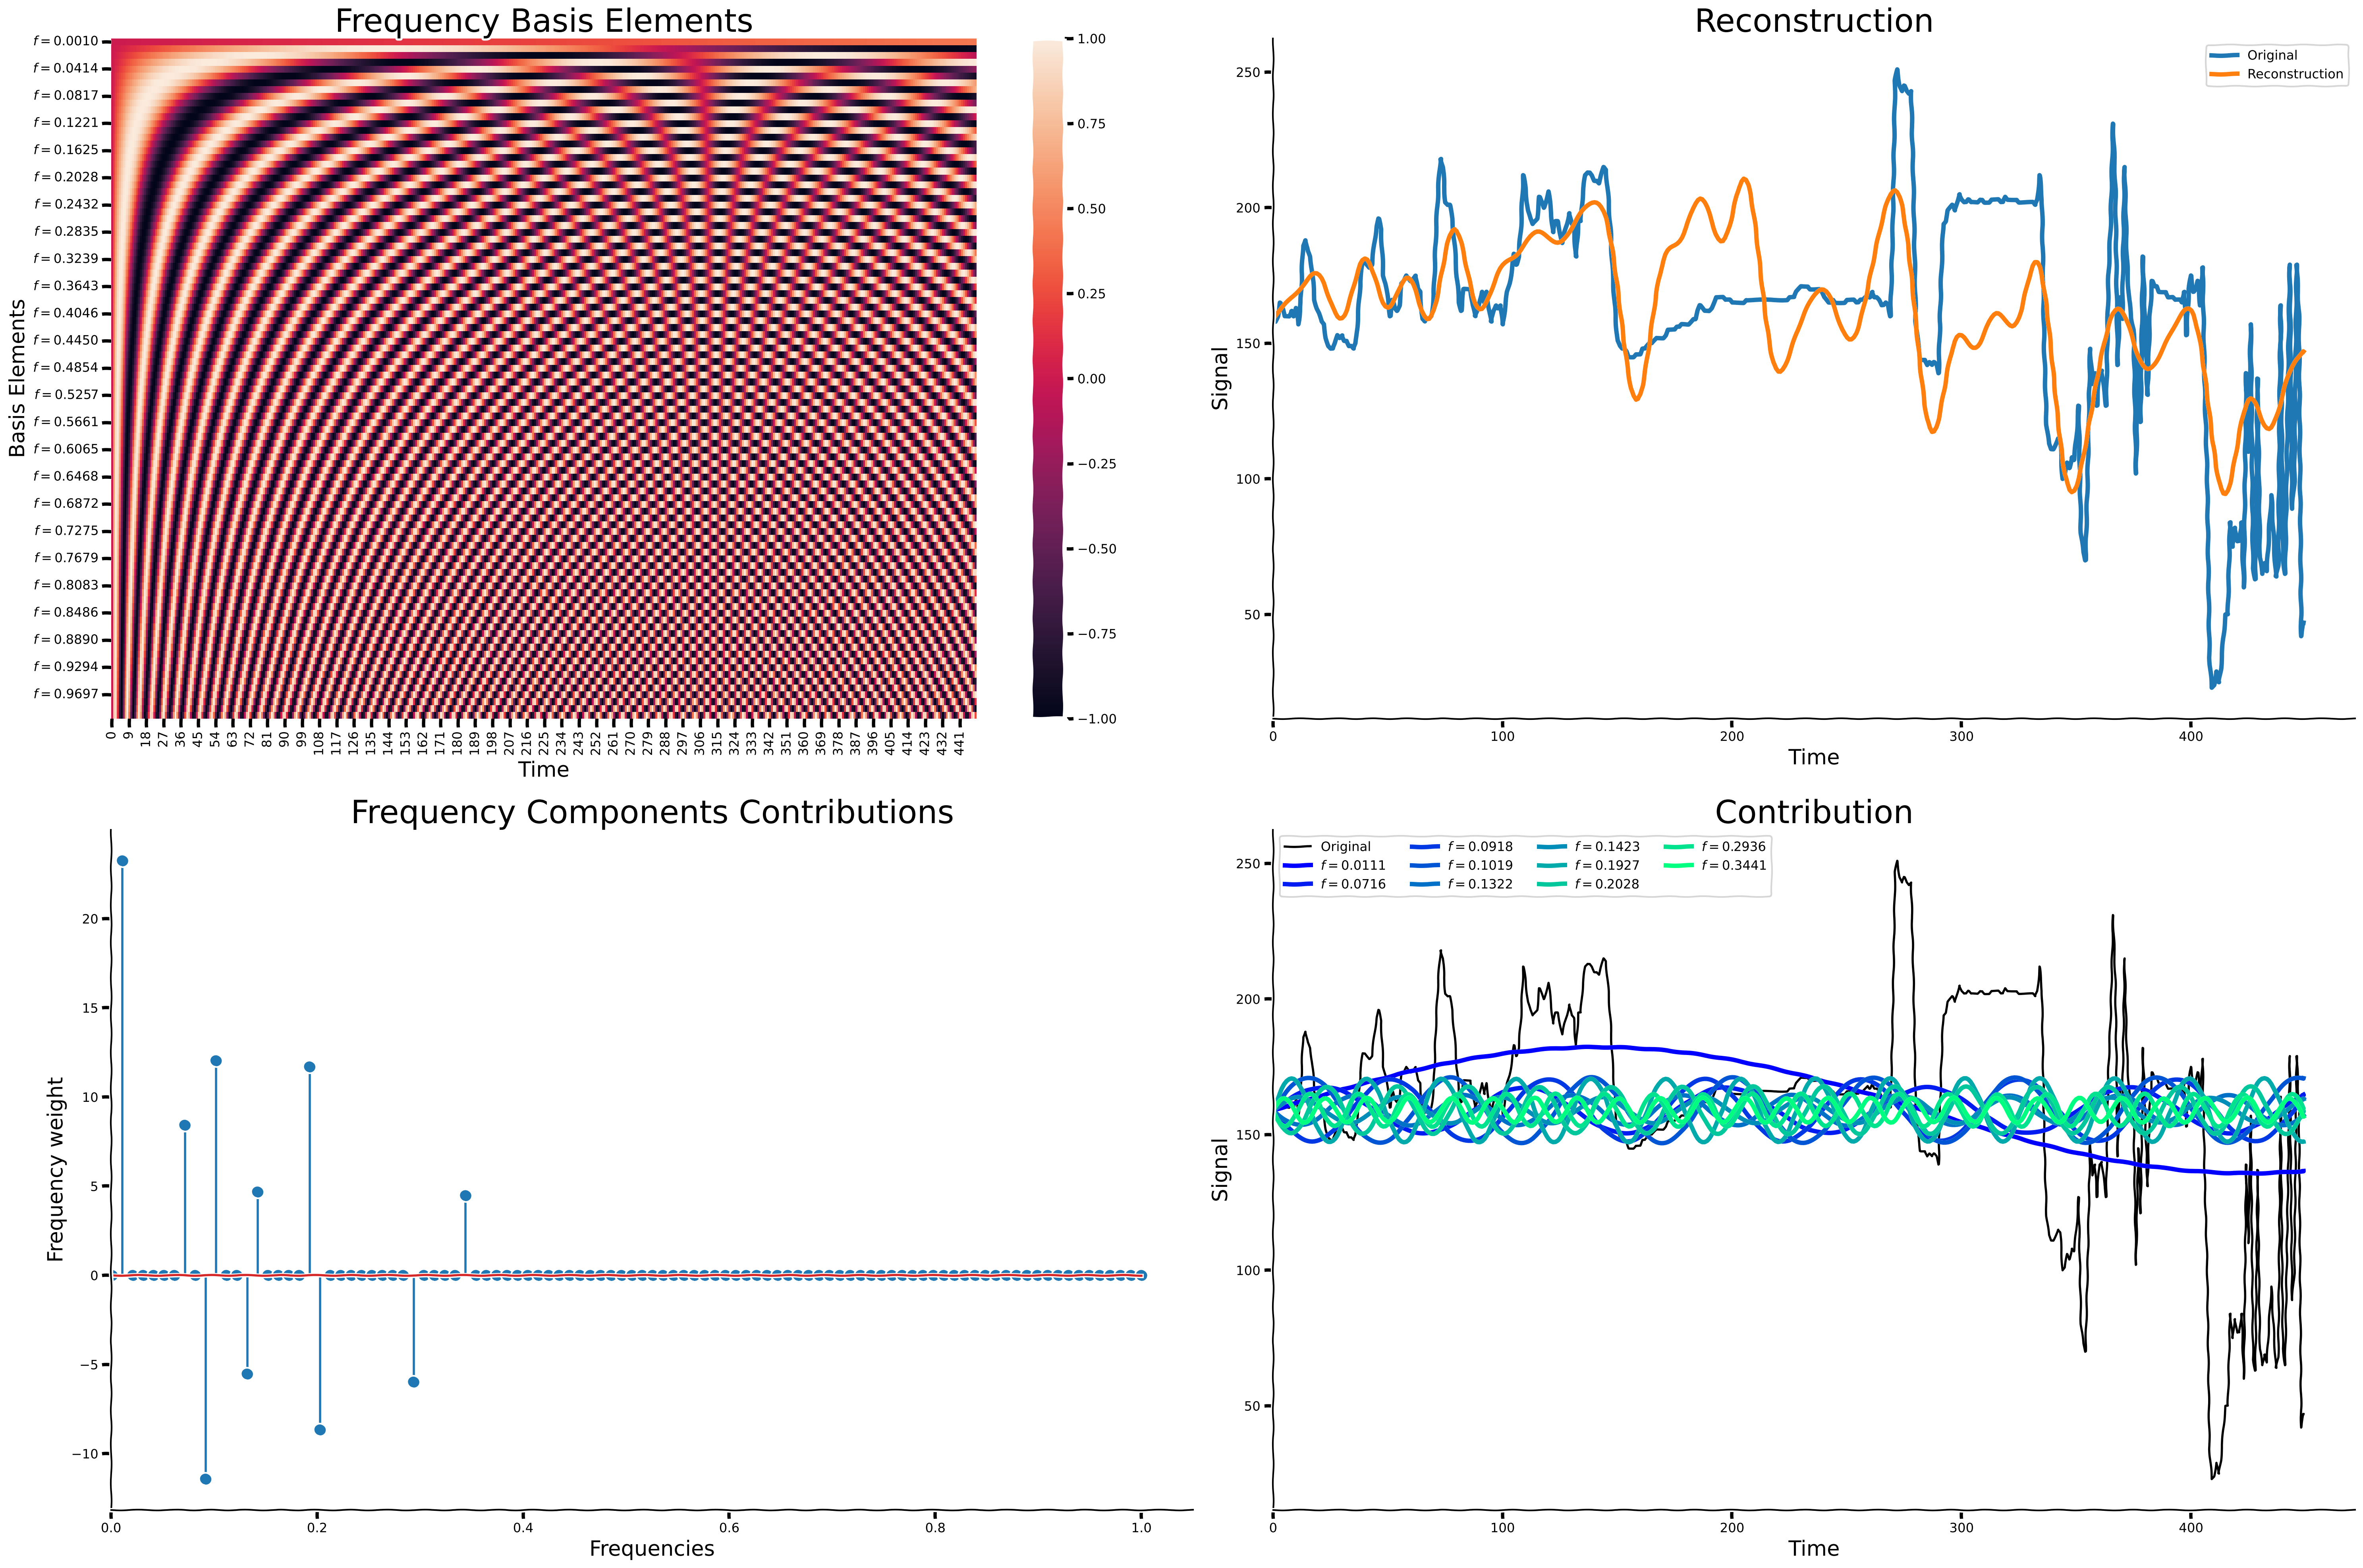 Frequency Basis Elements
Basis Elements
f = 0.0010
f = 0.0414
f = 0.0817
f = 0.1221
f = 0.1625
f = 0.2028
f = 0.2432
f = 0.2835
f = 0.3239
f = 0.3643
f = 0.4046
f = 0.4450
f = 0.4854
f = 0.5257
f = 0.5661
f = 0.6065
f = 0.6468
f = 0.6872
f = 0.7275
f = 0.7679
f = 0.8083
f = 0.8486
f = 0.8890
f = 0.9294
f = 0.9697
0 9 18 27 36 45 54 63 72 81 90 99 108 117 126 135 144 153 162 171 180 189 198 207 216 225 234 243 252 261 270 279 288 297 306 315 324 333 342 351 360 369 378 387 396 405 414 423 432 441
Time
1.00
0.75
0.50
0.25
0.00
−0.25
−0.50
−0.75
−1.00
Reconstruction
Original
Reconstruction
Signal
250
200
150
100
50
0 100 200 300 400
Time
Frequency Components Contributions
Frequency weight
20
15
10
5
0
−5
−10
0.0 0.2 0.4 0.6 0.8 1.0
Frequencies
Contribution
Original f = 0.0918 f = 0.1423 f = 0.2936
f = 0.0111 f = 0.1019 f = 0.1927 f = 0.3441
f = 0.0716 f = 0.1322 f = 0.2028
Signal
250
200
150
100
50
0 100 200 300 400
Time